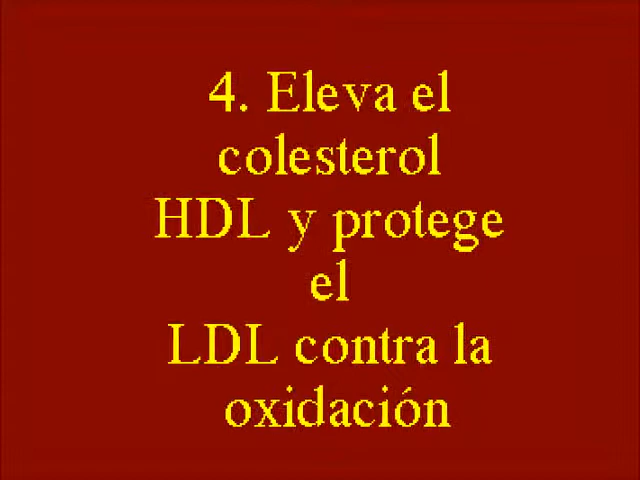 4. Eleva el
colesterol
HDL y protege
el
LDL contra la
oxidación